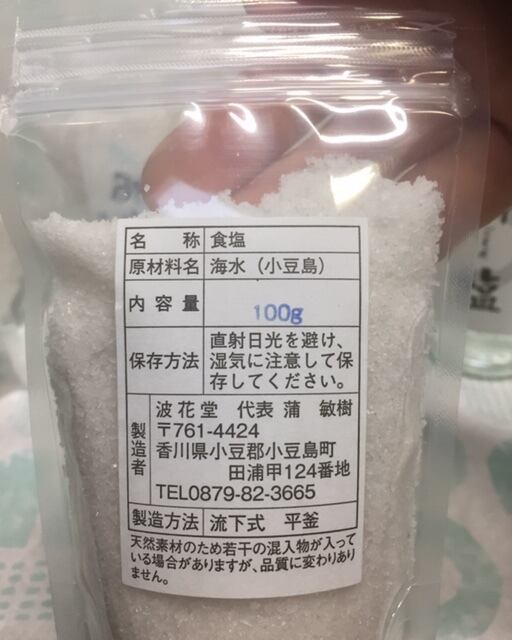 名 称 食塩
原材料名 海水（小豆島）
内容量 100g
保存方法 直射日光を避け、
湿気に注意して保
存してください。
製造者 波花堂 代表 蒲 敏樹
〒761-4424
香川県小豆郡小豆島町
田浦甲124番地
TEL0879-82-3665
製造方法 流下式 平釜
天然素材のため若干の混入物が入って
いる場合がありますが、品質に変わりあり
ません。